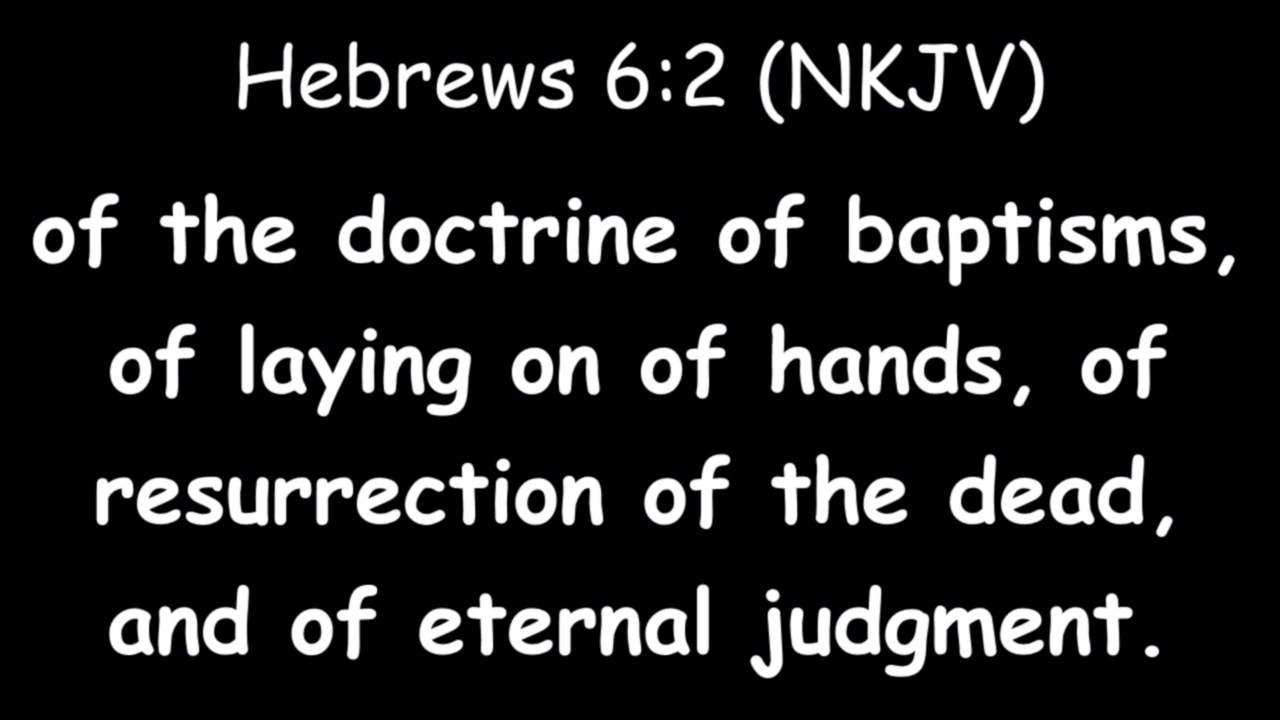 Hebrews 6:2 (NKJV)
of the doctrine of baptisms,
of laying on of hands, of
resurrection of the dead,
and of eternal judgment.